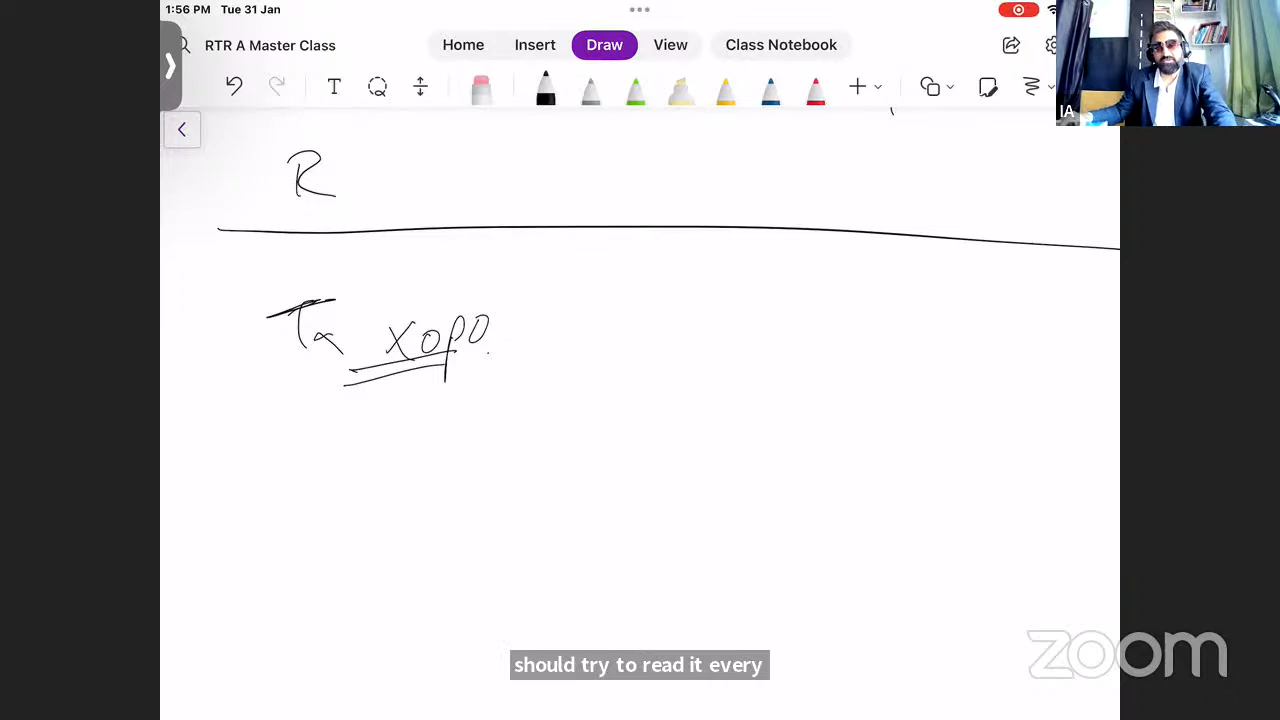 1:56 PM Tue 31 Jan
RTR A Master Class
Home Insert Draw View Class Notebook
T
IA
R
Tx XOPO
should try to read it every
zoom